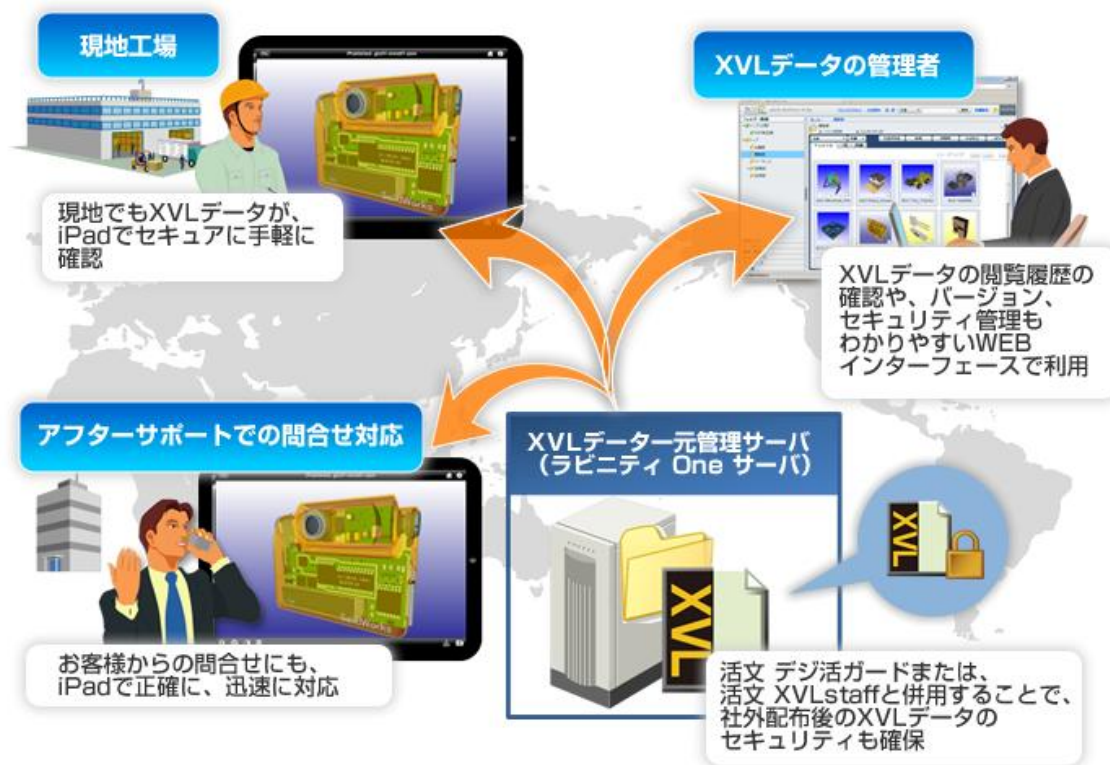 現地工場
現地でもXVLデータが、
iPadでセキュアに手軽に
確認
XVLデータの管理者
XVLデータの閲覧履歴の
確認や、バージョン、
セキュリティ管理も
わかりやすいWEB
インターフェースで利用
アフターサポートでの問合せ対応
お客様からの問合せにも、
iPadで正確に、迅速に対応
XVLデーター元管理サーバ
（ラビニティ One サーバ）
XVL
XVL
活文 デジ活ガードまたは、
活文 XVLstaffと併用することで、
社外配布後のXVLデータの
セキュリティも確保